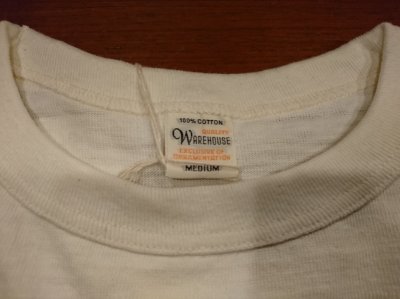 100% COTTON
QUALITY
WAREHOUSE
EXCLUSIVE OF
ORNAMENTATION
MEDIUM